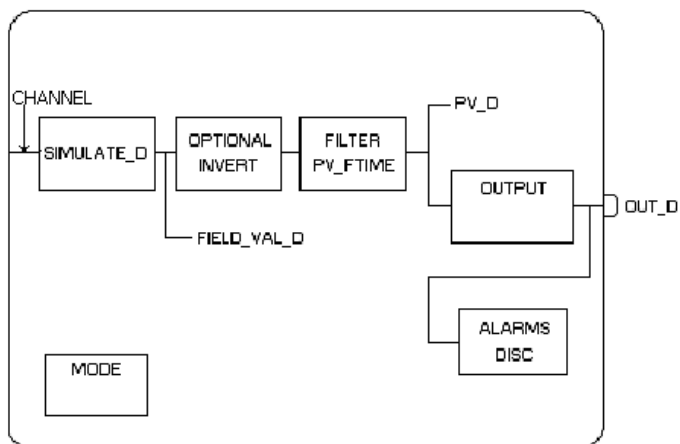 CHANNEL
SIMULATE_D
OPTIONAL
INVERT
FILTER
PV_FTIME
PV_D
OUTPUT
OUT_D
FIELD_VAL_D
ALARMS
DISC
MODE